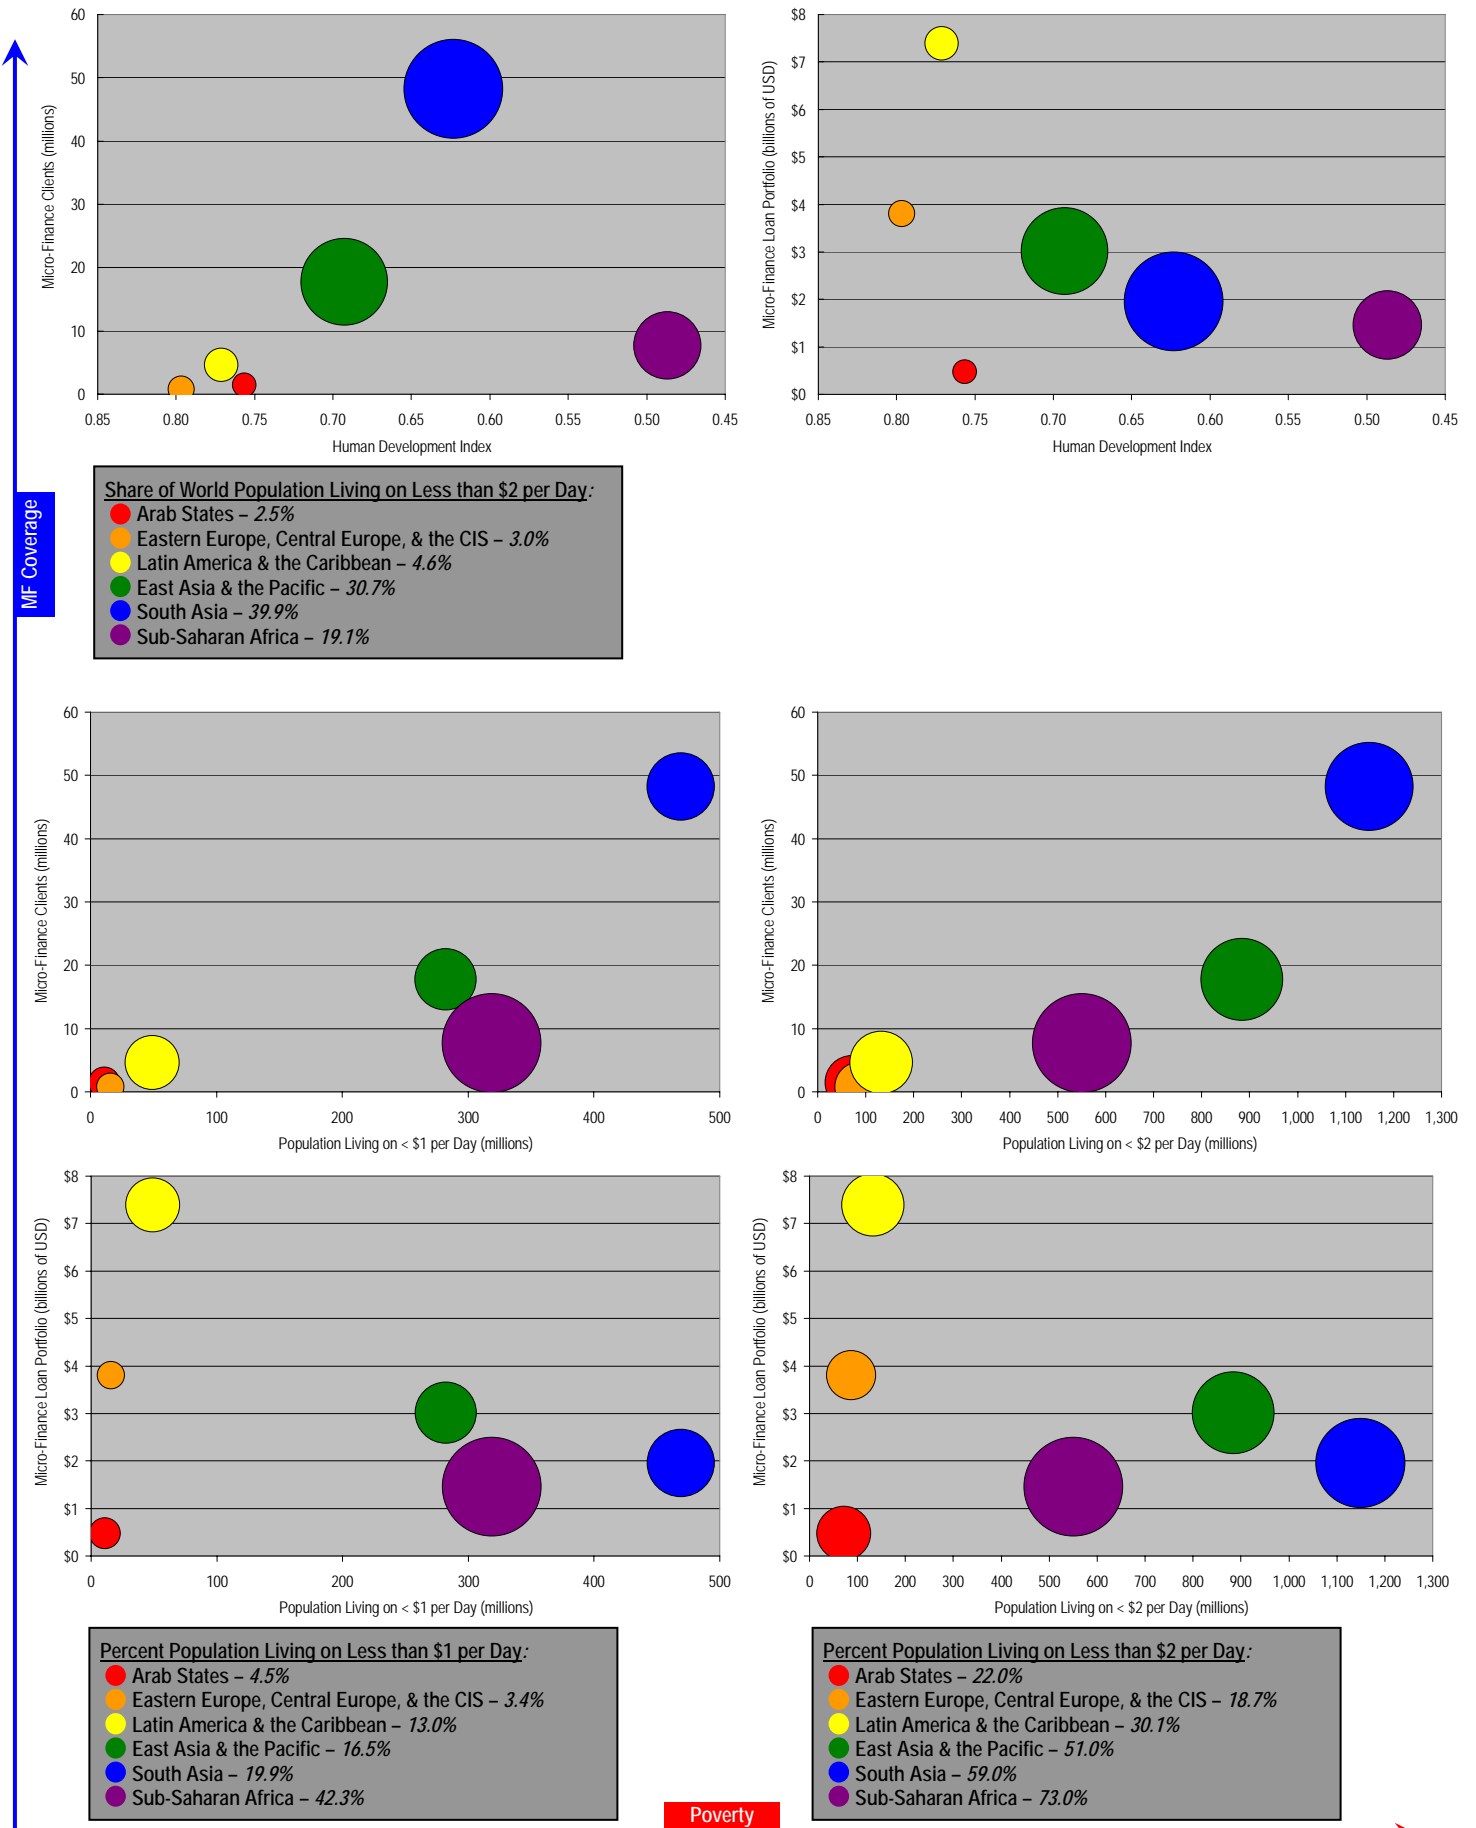 60
50
40
30
20
10
0
Micro-Finance Clients (millions)
0.85 0.80 0.75 0.70 0.65 0.60 0.55 0.50 0.45
Human Development Index
$8
$7
$6
$5
$4
$3
$2
$1
$0
Micro-Finance Loan Portfolio (billions of USD)
0.85 0.80 0.75 0.70 0.65 0.60 0.55 0.50 0.45
Human Development Index
MF Coverage
Share of World Population Living on Less than $2 per Day:
Arab States – 2.5%
Eastern Europe, Central Europe, & the CIS – 3.0%
Latin America & the Caribbean – 4.6%
East Asia & the Pacific – 30.7%
South Asia – 39.9%
Sub-Saharan Africa – 19.1%
60
50
40
30
20
10
0
Micro-Finance Clients (millions)
0 100 200 300 400 500
Population Living on < $1 per Day (millions)
60
50
40
30
20
10
0
Micro-Finance Clients (millions)
0 100 200 300 400 500 600 700 800 900 1,000 1,100 1,200 1,300
Population Living on < $2 per Day (millions)
$8
$7
$6
$5
$4
$3
$2
$1
$0
Micro-Finance Loan Portfolio (billions of USD)
0 100 200 300 400 500
Population Living on < $1 per Day (millions)
$8
$7
$6
$5
$4
$3
$2
$1
$0
Micro-Finance Loan Portfolio (billions of USD)
0 100 200 300 400 500 600 700 800 900 1,000 1,100 1,200 1,300
Population Living on < $2 per Day (millions)
Percent Population Living on Less than $1 per Day:
Arab States – 4.5%
Eastern Europe, Central Europe, & the CIS – 3.4%
Latin America & the Caribbean – 13.0%
East Asia & the Pacific – 16.5%
South Asia – 19.9%
Sub-Saharan Africa – 42.3%
Percent Population Living on Less than $2 per Day:
Arab States – 22.0%
Eastern Europe, Central Europe, & the CIS – 18.7%
Latin America & the Caribbean – 30.1%
East Asia & the Pacific – 51.0%
South Asia – 59.0%
Sub-Saharan Africa – 73.0%
Poverty